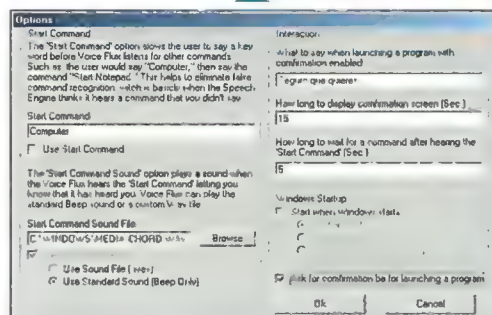 Options
Start Command
The 'Start Command' option allows the user to say a key
word before Voice Flux listens for other commands
Such as the user would say "Computer," then say the
command "Start Notepad." This helps to eliminate false
command recognition which is basicly when the Speech
Engine thinks it hears a command that you didn't say
Start Command
Computer
Use Start Command
The 'Start Command Sound' option plays a sound when
the Voice Flux hears the 'Start Command' letting you
know that it has heard you. Voice Flux can play the
standard Beep sound or a custom Wav file
Start Command Sound File
C:\WINDOWS\MEDIA\CHORD.wav
Browse
Use Sound File (.wav)
Use Standard Sound (Beep Only)
Interaction
What to say when launching a program with
confirmation enabled
que quieres
How long to display confirmation screen (Sec.)
15
How long to wait for a command after hearing the
'Start Command' (Sec.)
5
Windows Startup
Start when Windows starts
Ask for confirmation before launching a program
Ok
Cancel